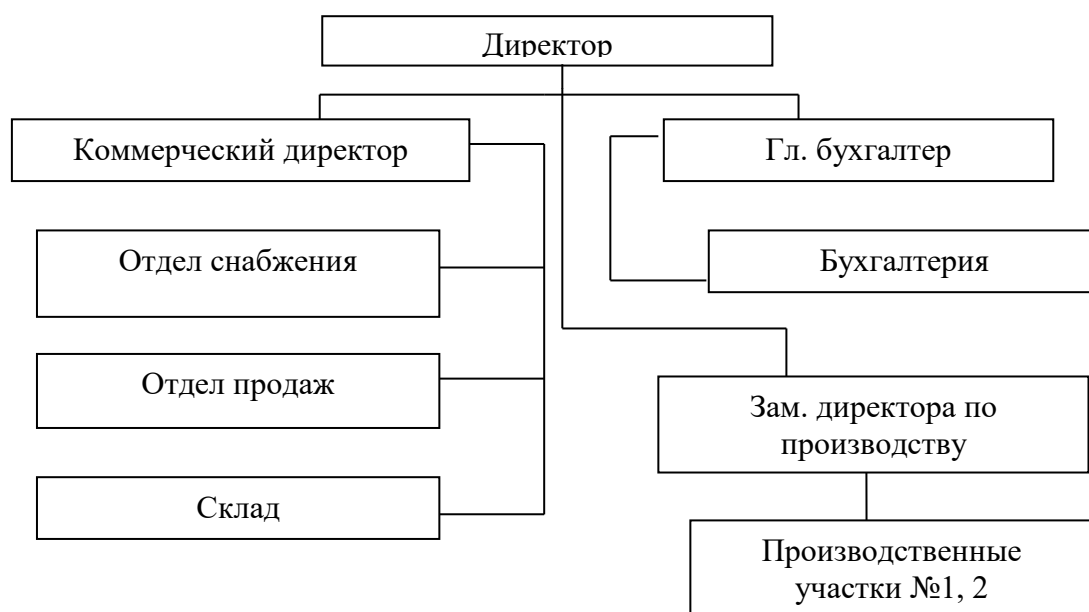 Директор
Коммерческий директор
Гл. бухгалтер
Отдел снабжения
Бухгалтерия
Отдел продаж
Зам. директора по
производству
Склад
Производственные
участки №1, 2